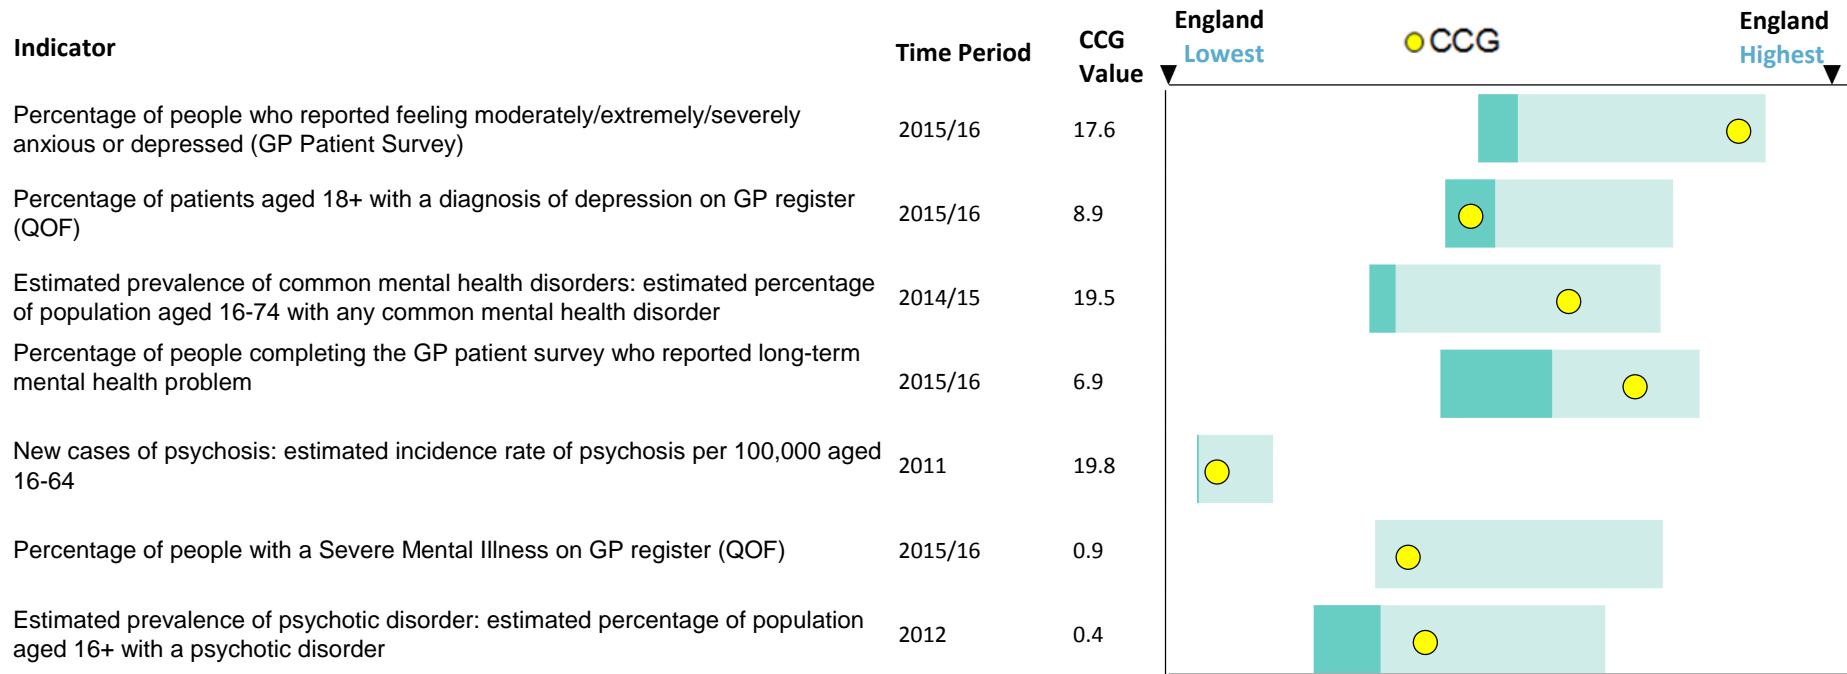 Indicator
Time Period
CCG
Value
England
Lowest
CCG
England
Highest
Percentage of people who reported feeling moderately/extremely/severely
anxious or depressed (GP Patient Survey)
2015/16
17.6
Percentage of patients aged 18+ with a diagnosis of depression on GP register
(QOF)
2015/16
8.9
Estimated prevalence of common mental health disorders: estimated percentage
of population aged 16-74 with any common mental health disorder
2014/15
19.5
Percentage of people completing the GP patient survey who reported long-term
mental health problem
2015/16
6.9
New cases of psychosis: estimated incidence rate of psychosis per 100,000 aged
16-64
2011
19.8
Percentage of people with a Severe Mental Illness on GP register (QOF)
2015/16
0.9
Estimated prevalence of psychotic disorder: estimated percentage of population
aged 16+ with a psychotic disorder
2012
0.4